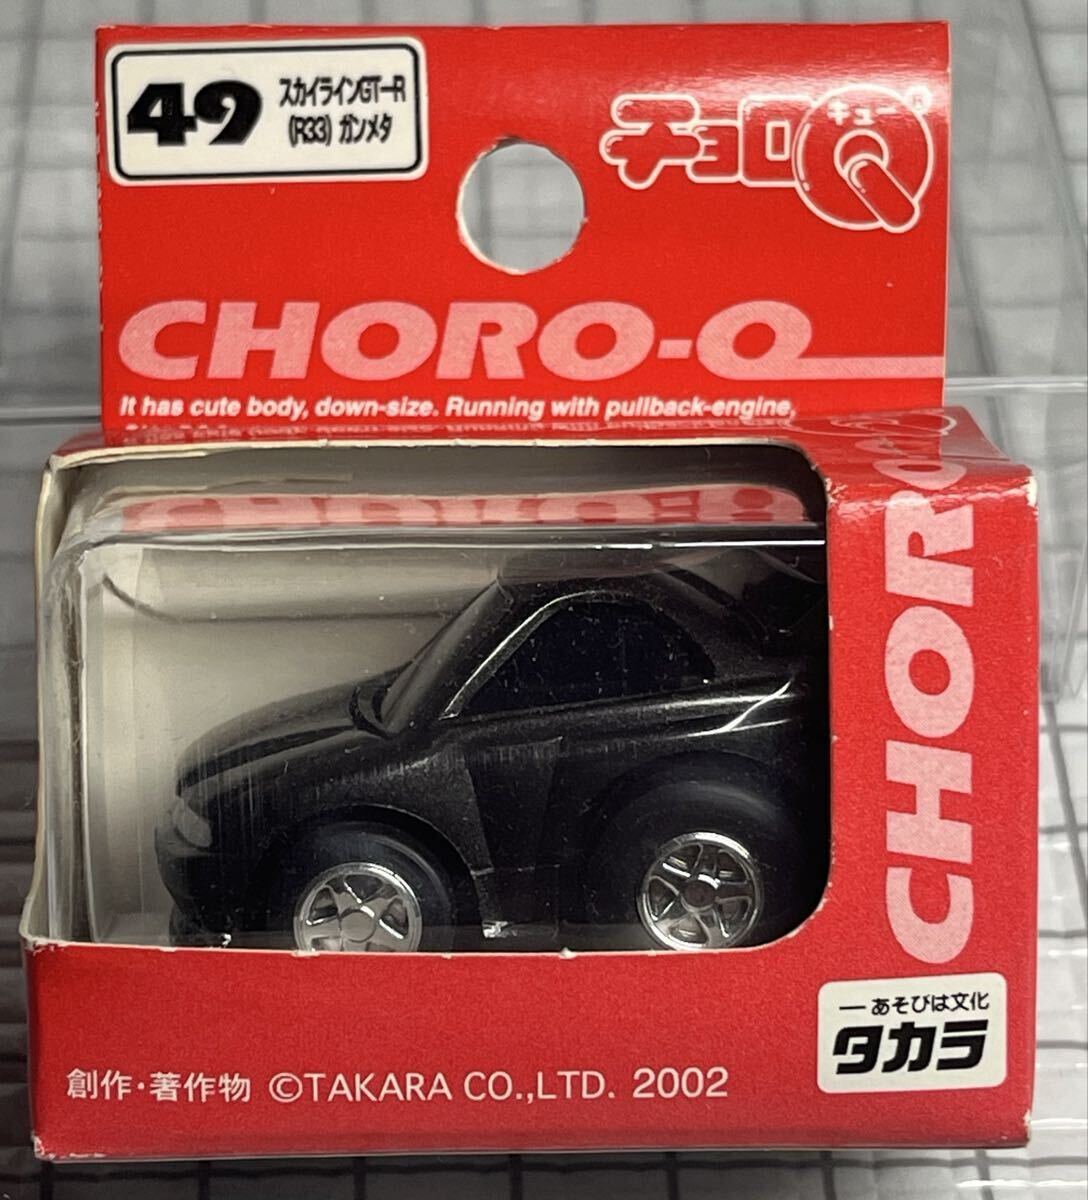 49
スカイラインGT-R
(R33) ガンメタ
チョロQ®
キュー
CHORO-Q
It has cute body, down-size. Running with pullback-engine,
CHORO-Q
CHORO
ーあそびは文化
タカラ
創作・著作物 ©TAKARA CO.,LTD. 2002